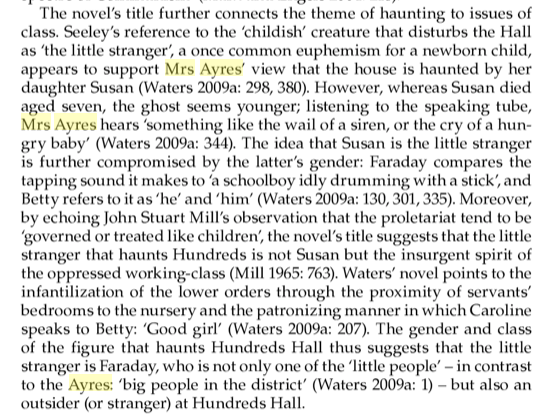 The novel's title further connects the theme of haunting to issues of
class. Seeley's reference to the 'childish' creature that disturbs the Hall
as 'the little stranger', a once common euphemism for a newborn child,
appears to support Mrs Ayres' view that the house is haunted by her
daughter Susan (Waters 2009a: 298, 380). However, whereas Susan died
aged seven, the ghost seems younger; listening to the speaking tube,
Mrs Ayres hears 'something like the wail of a siren, or the cry of a hun-
gry baby' (Waters 2009a: 344). The idea that Susan is the little stranger
is further compromised by the latter's gender: Faraday compares the
tapping sound it makes to 'a schoolboy idly drumming with a stick', and
Betty refers to it as 'he' and 'him' (Waters 2009a: 130, 301, 335). Moreover,
by echoing John Stuart Mill's observation that the proletariat tend to be
'governed or treated like children', the novel's title suggests that the little
stranger that haunts Hundreds is not Susan but the insurgent spirit of
the oppressed working-class (Mill 1965: 763). Waters' novel points to the
infantilization of the lower orders through the proximity of servants'
bedrooms to the nursery and the patronizing manner in which Caroline
speaks to Betty: 'Good girl' (Waters 2009a: 207). The gender and class
of the figure that haunts Hundreds Hall thus suggests that the little
stranger is Faraday, who is not only one of the 'little people' – in contrast
to the Ayres: 'big people in the district' (Waters 2009a: 1) – but also an
outsider (or stranger) at Hundreds Hall.